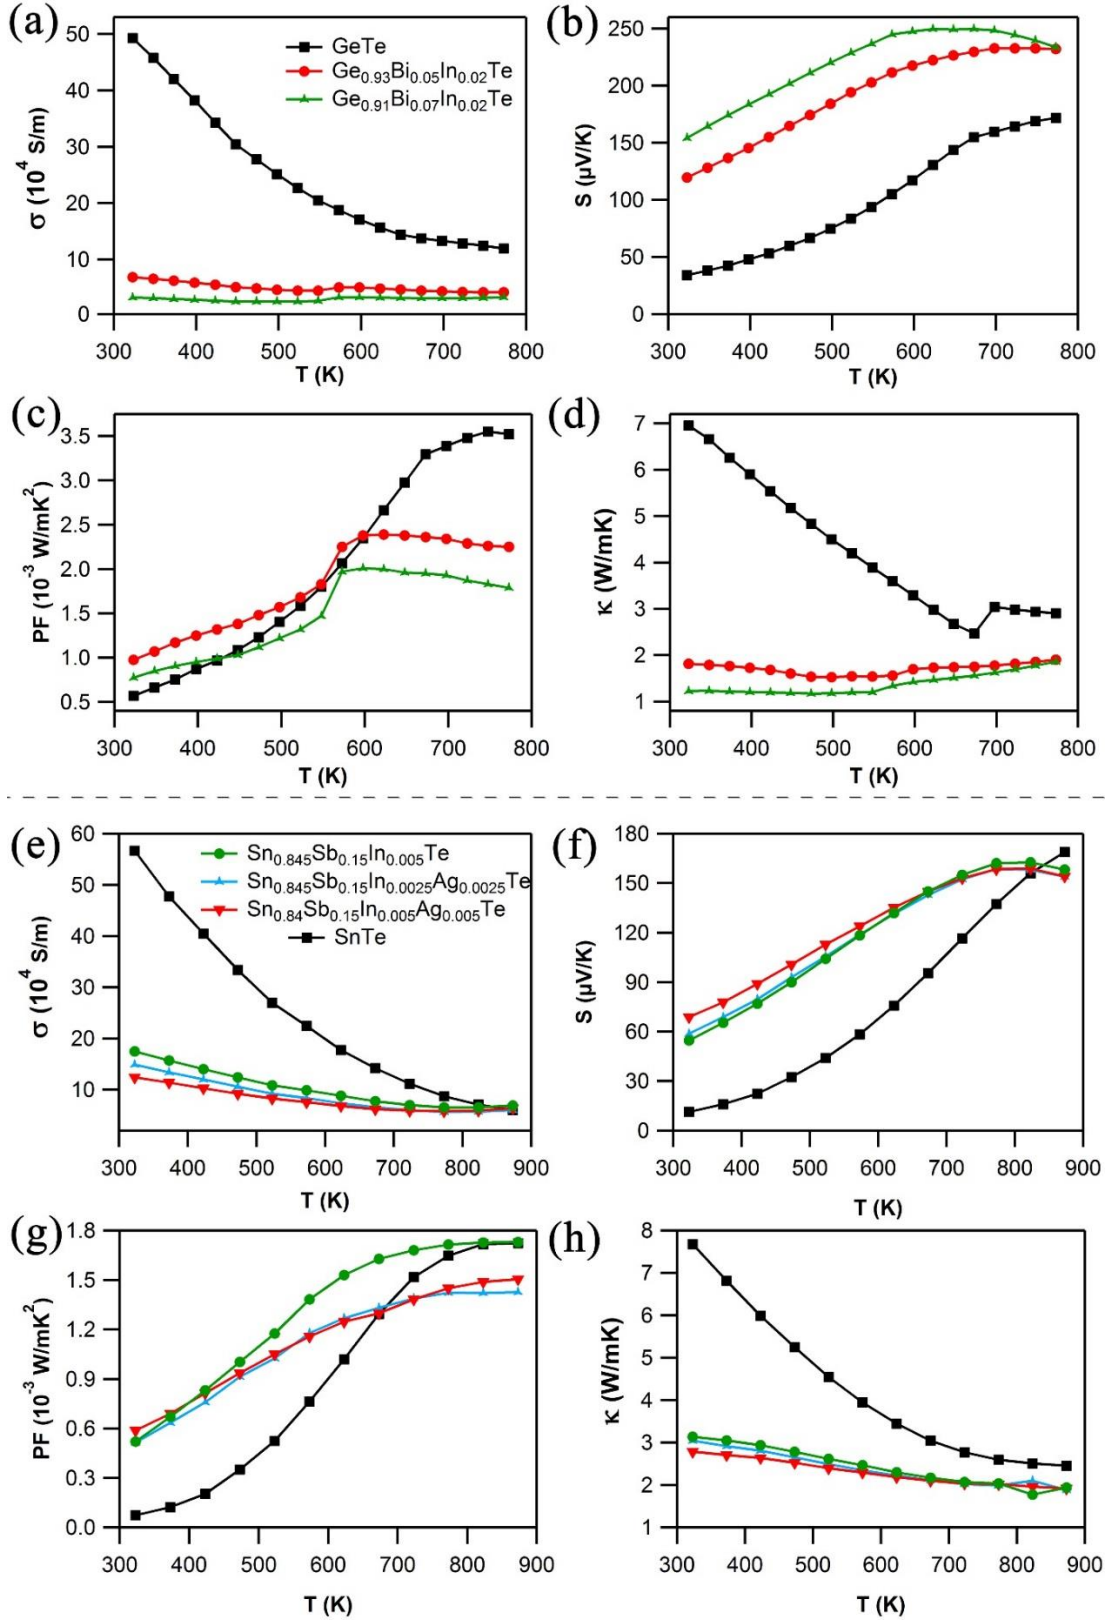 (a)
50
40
30
20
10
0
σ (10⁴ S/m)
GeTe
Ge₀.₉₃Bi₀.₀₅In₀.₀₂Te
Ge₀.₉₁Bi₀.₀₇In₀.₀₂Te
300 400 500 600 700 800
T (K)
(b)
250
200
150
100
50
0
S (μV/K)
300 400 500 600 700 800
T (K)
(c)
3.5
3.0
2.5
2.0
1.5
1.0
0.5
PF (10⁻³ W/mK²)
300 400 500 600 700 800
T (K)
(d)
7
6
5
4
3
2
1
κ (W/mK)
300 400 500 600 700 800
T (K)
(e)
60
50
40
30
20
10
σ (10⁴ S/m)
Sn₀.₈₄₅Sb₀.₁₅In₀.₀₀₅Te
Sn₀.₈₄₅Sb₀.₁₅In₀.₀₀₂₅Ag₀.₀₀₂₅Te
Sn₀.₈₄Sb₀.₁₅In₀.₀₀₅Ag₀.₀₀₅Te
SnTe
300 400 500 600 700 800 900
T (K)
(f)
180
150
120
90
60
30
0
S (μV/K)
300 400 500 600 700 800 900
T (K)
(g)
1.8
1.5
1.2
0.9
0.6
0.3
0.0
PF (10⁻³ W/mK²)
300 400 500 600 700 800 900
T (K)
(h)
8
7
6
5
4
3
2
1
κ (W/mK)
300 400 500 600 700 800 900
T (K)